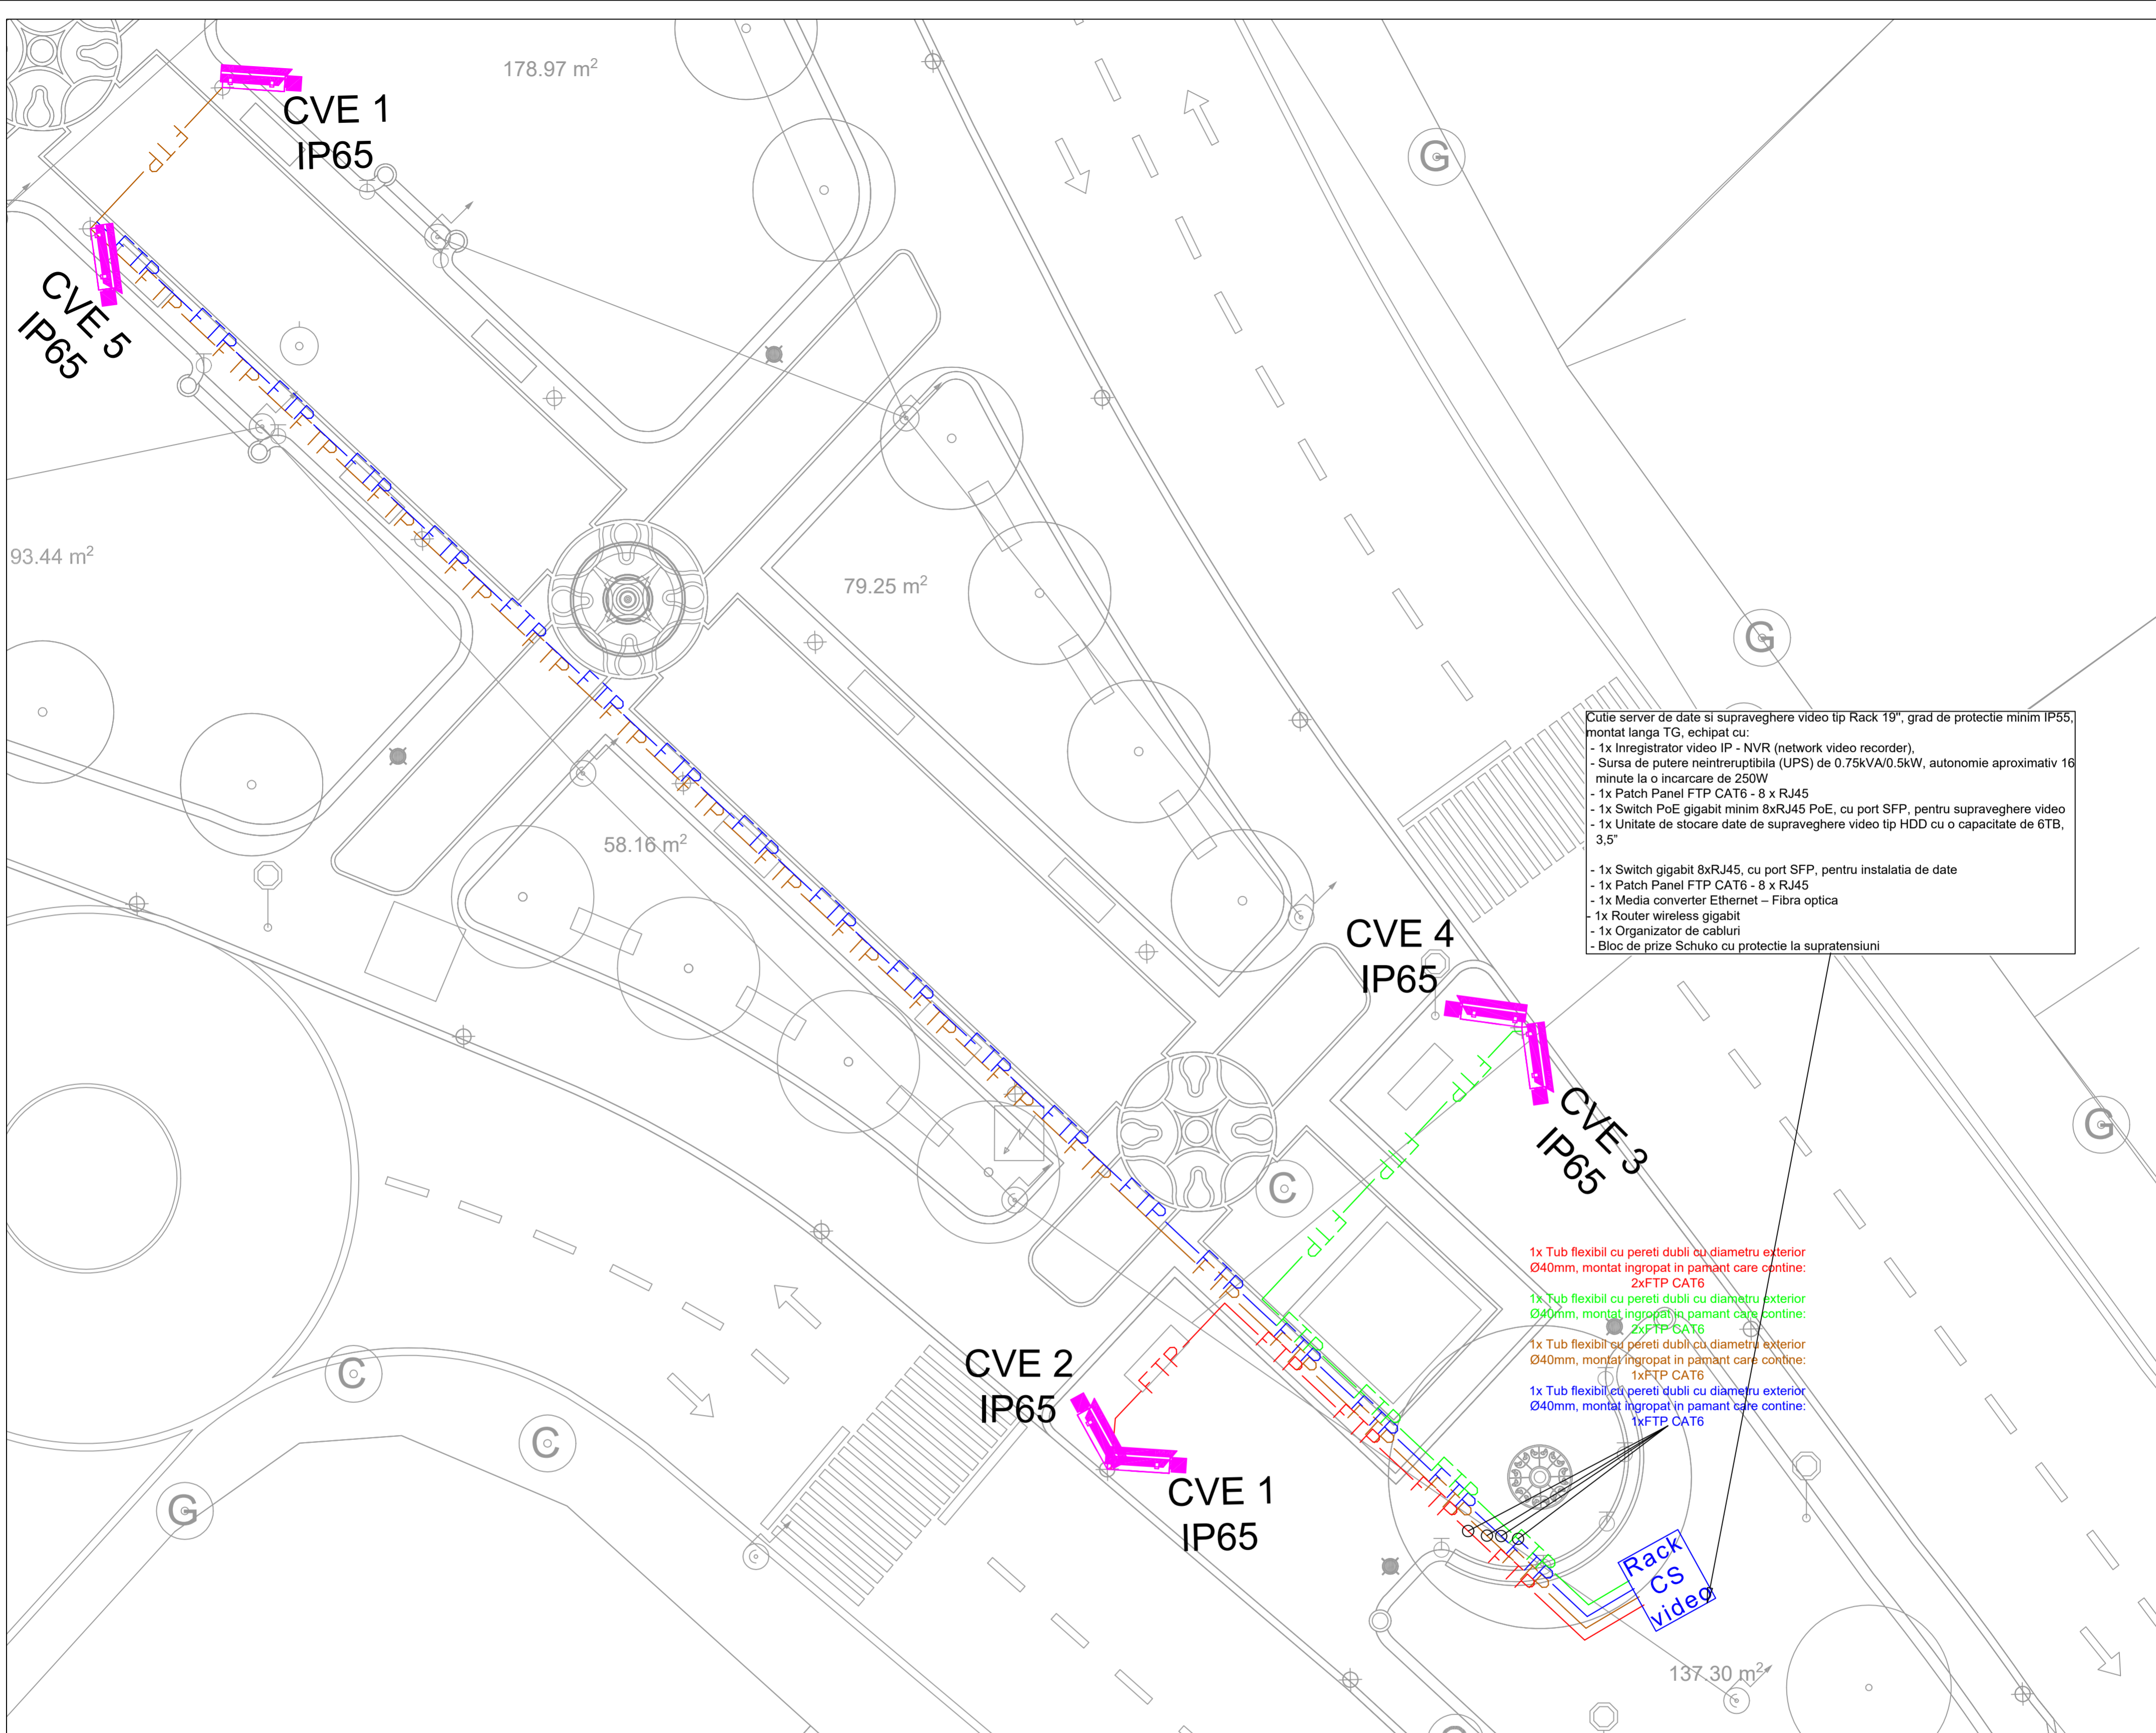 178.97 m²
CVE 1
IP65
G
CVE 5
IP65
FTP
93.44 m²
79.25 m²
G
58.16 m²
Cutie server de date si supraveghere video tip Rack 19", grad de protectie minim IP55,
montat langa TG, echipat cu:
- 1x Inregistrator video IP - NVR (network video recorder),
- Sursa de putere neintreruptibila (UPS) de 0.75kVA/0.5kW, autonomie aproximativ 16
minute la o incarcare de 250W
- 1x Patch Panel FTP CAT6 - 8 x RJ45
- 1x Switch PoE gigabit minim 8xRJ45 PoE, cu port SFP, pentru supraveghere video
- 1x Unitate de stocare date de supraveghere video tip HDD cu o capacitate de 6TB,
3,5"
- 1x Switch gigabit 8xRJ45, cu port SFP, pentru instalatia de date
- 1x Patch Panel FTP CAT6 - 8 x RJ45
- 1x Media converter Ethernet – Fibra optica
- 1x Router wireless gigabit
- 1x Organizator de cabluri
- Bloc de prize Schuko cu protectie la supratensiuni
CVE 4
IP65
CVE 3
IP65
G
C
FTP
1x Tub flexibil cu pereti dubli cu diametru exterior
Ø40mm, montat ingropat in pamant care contine:
2xFTP CAT6
1x Tub flexibil cu pereti dubli cu diametru exterior
Ø40mm, montat ingropat in pamant care contine:
2xFTP CAT6
1x Tub flexibil cu pereti dubli cu diametru exterior
Ø40mm, montat ingropat in pamant care contine:
1xFTP CAT6
1x Tub flexibil cu pereti dubli cu diametru exterior
Ø40mm, montat ingropat in pamant care contine:
1xFTP CAT6
CVE 2
IP65
FTP
C
C
G
CVE 1
IP65
Rack
CS
video
137.30 m²